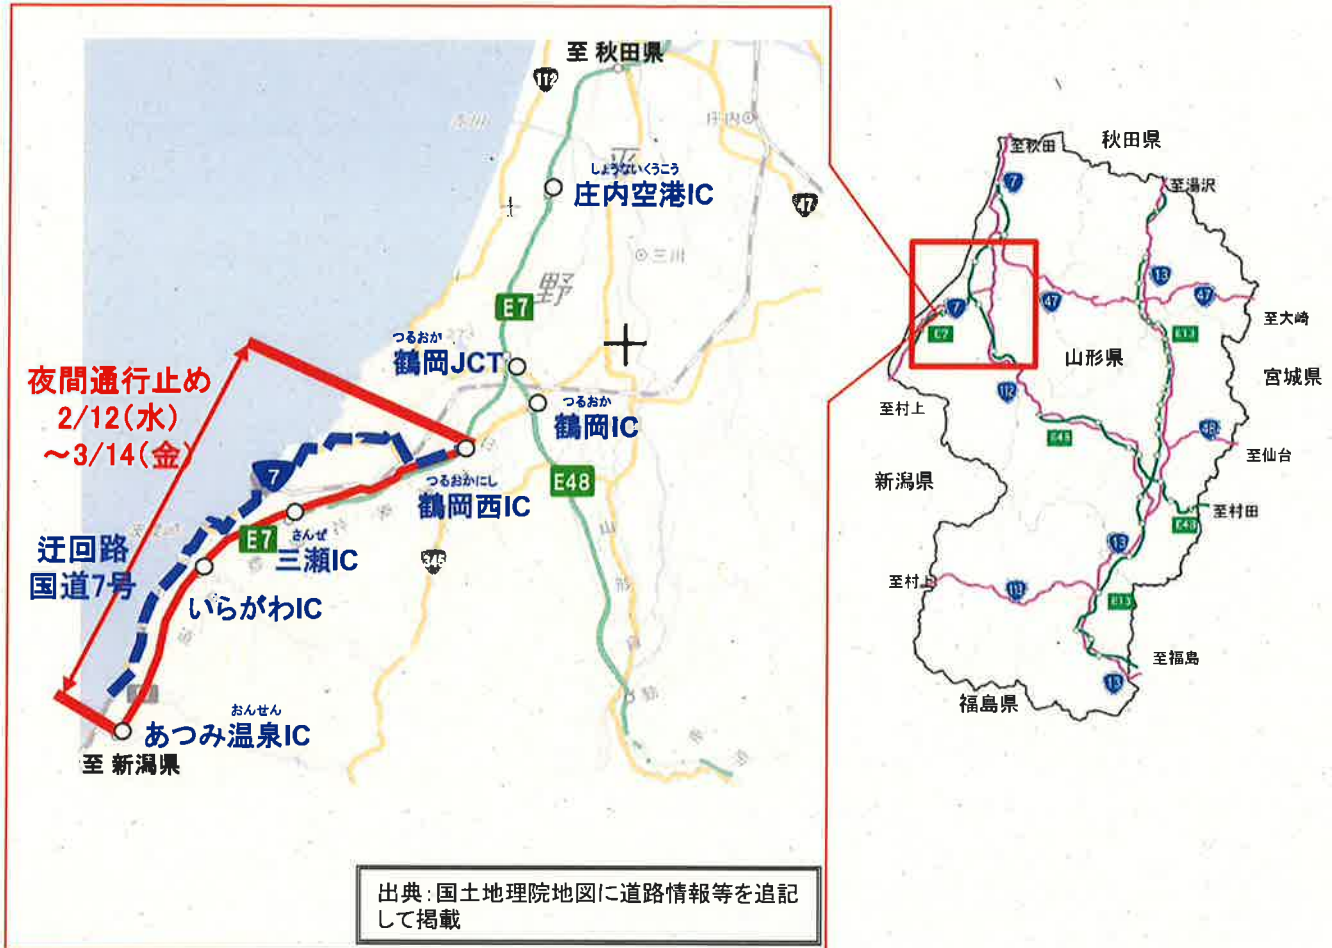 至 秋田県
112
庄内
しょうないくうこう
庄内空港IC
47
三川
野
E7
つるおか
鶴岡JCT
つるおか
鶴岡IC
夜間通行止め
2/12(水)
～3/14(金)
7
つるおかにし
鶴岡西IC
E48
E7
さんぜ
三瀬IC
345
迂回路
国道7号
いらがわIC
おんせん
あつみ温泉IC
至 新潟県
出典:国土地理院地図に道路情報等を追記
して掲載
至秋田
秋田県
7
至湯沢
13
47
47
至大崎
7
E7
E13
山形県
宮城県
112
至村上
48
E48
至仙台
新潟県
至村田
E48
13
至村上
113
E13
至福島
13
福島県